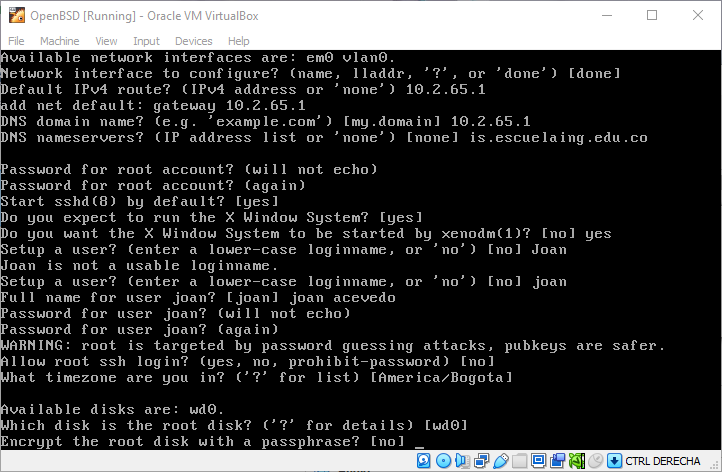 OpenBSD [Running] - Oracle VM VirtualBox
File Machine View Input Devices Help
Available network interfaces are: em0 vlan0.
Network interface to configure? (name, lladdr, '?', or 'done') [done]
Default IPv4 route? (IPv4 address or 'none') 10.2.65.1
add net default: gateway 10.2.65.1
DNS domain name? (e.g. 'example.com') [my.domain] 10.2.65.1
DNS nameservers? (IP address list or 'none') [none] is.escuelaing.edu.co
Password for root account? (will not echo)
Password for root account? (again)
Start sshd(8) by default? [yes]
Do you expect to run the X Window System? [yes]
Do you want the X Window System to be started by xenodm(1)? [no] yes
Setup a user? (enter a lower-case loginname, or 'no') [no] Joan
Joan is not a usable loginname.
Setup a user? (enter a lower-case loginname, or 'no') [no] joan
Full name for user joan? [joan] joan acevedo
Password for user joan? (will not echo)
Password for user joan? (again)
WARNING: root is targeted by password guessing attacks, pubkeys are safer.
Allow root ssh login? (yes, no, prohibit-password) [no]
What timezone are you in? ('?' for list) [America/Bogota]
Available disks are: wd0.
Which disk is the root disk? ('?' for details) [wd0]
Encrypt the root disk with a passphrase? [no] _
CTRL DERECHA